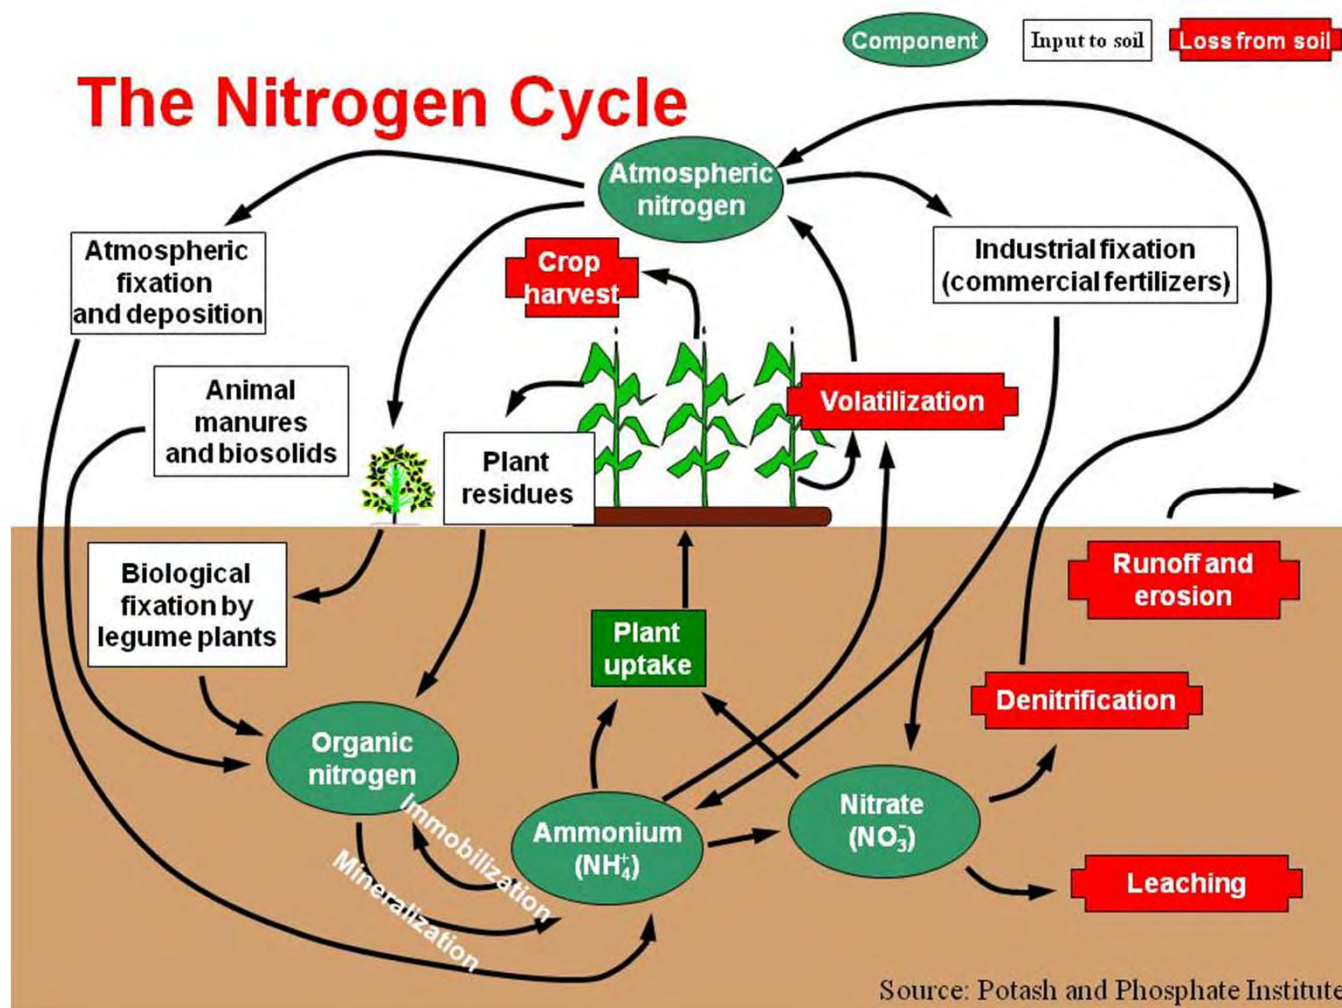 Component
Input to soil
Loss from soil
The Nitrogen Cycle
Atmospheric
nitrogen
Atmospheric
fixation
and deposition
Crop
harvest
Industrial fixation
(commercial fertilizers)
Animal
manures
and biosolids
Volatilization
Plant
residues
Biological
fixation by
legume plants
Runoff and
erosion
Plant
uptake
Denitrification
Organic
nitrogen
Immobilization
Mineralization
Ammonium
(NH₄⁺)
Nitrate
(NO₃⁻)
Leaching
Source: Potash and Phosphate Institute